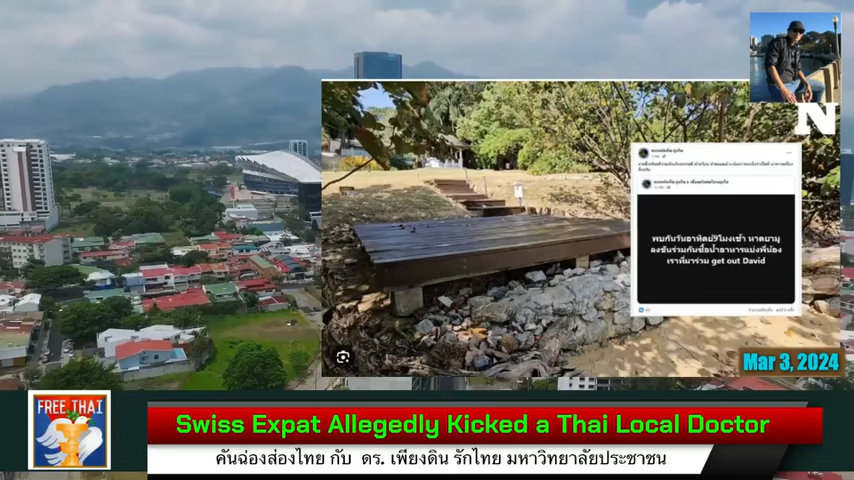 N
พบกันวันอาทิตย์9โมงเช้า หาดยามู
ลงขันร่วมกันซื้อน้ำอาหารแบ่งพี่น้อง
เราที่มาร่วม get out David
Mar 3, 2024
FREE THAI
Swiss Expat Allegedly Kicked a Thai Local Doctor
คันฉ่องส่องไทย กับ ดร. เพียงดิน รักไทย มหาวิทยาลัยประชาชน